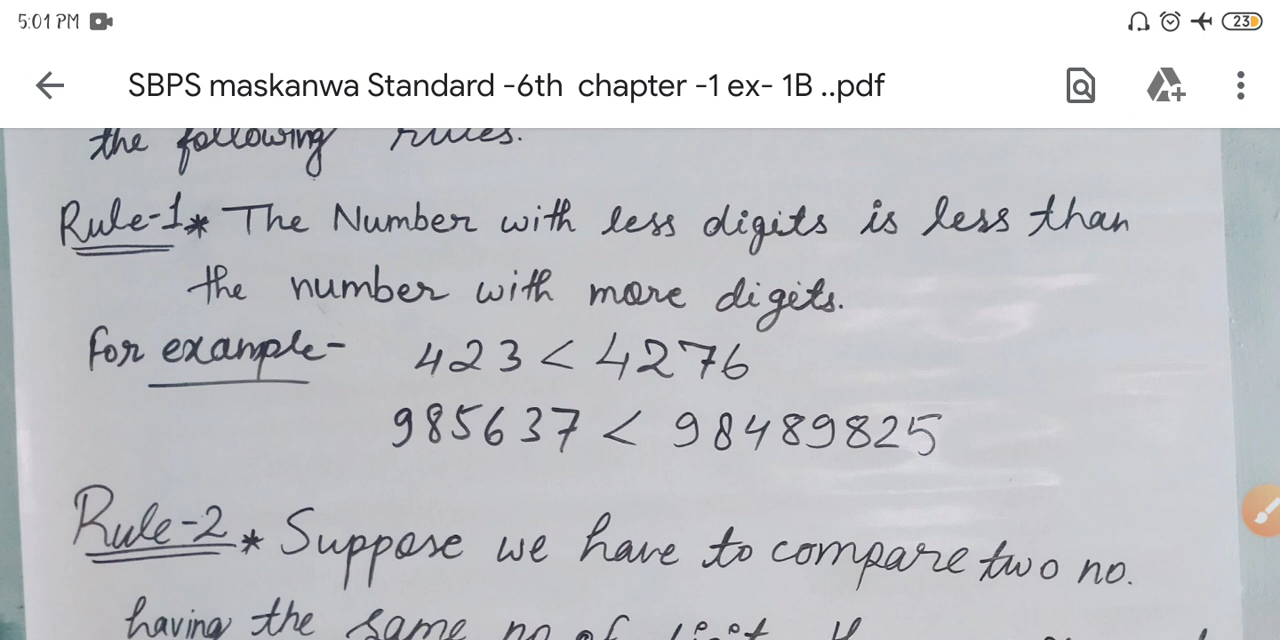 5:01 PM
23
SBPS maskanwa Standard -6th chapter -1 ex- 1B ..pdf
the following rules.
Rule-1* The Number with less digits is less than
the number with more digits.
For example- 423 < 4276
985637 < 98489825
Rule-2* Suppose we have to compare two no.
having the same no of